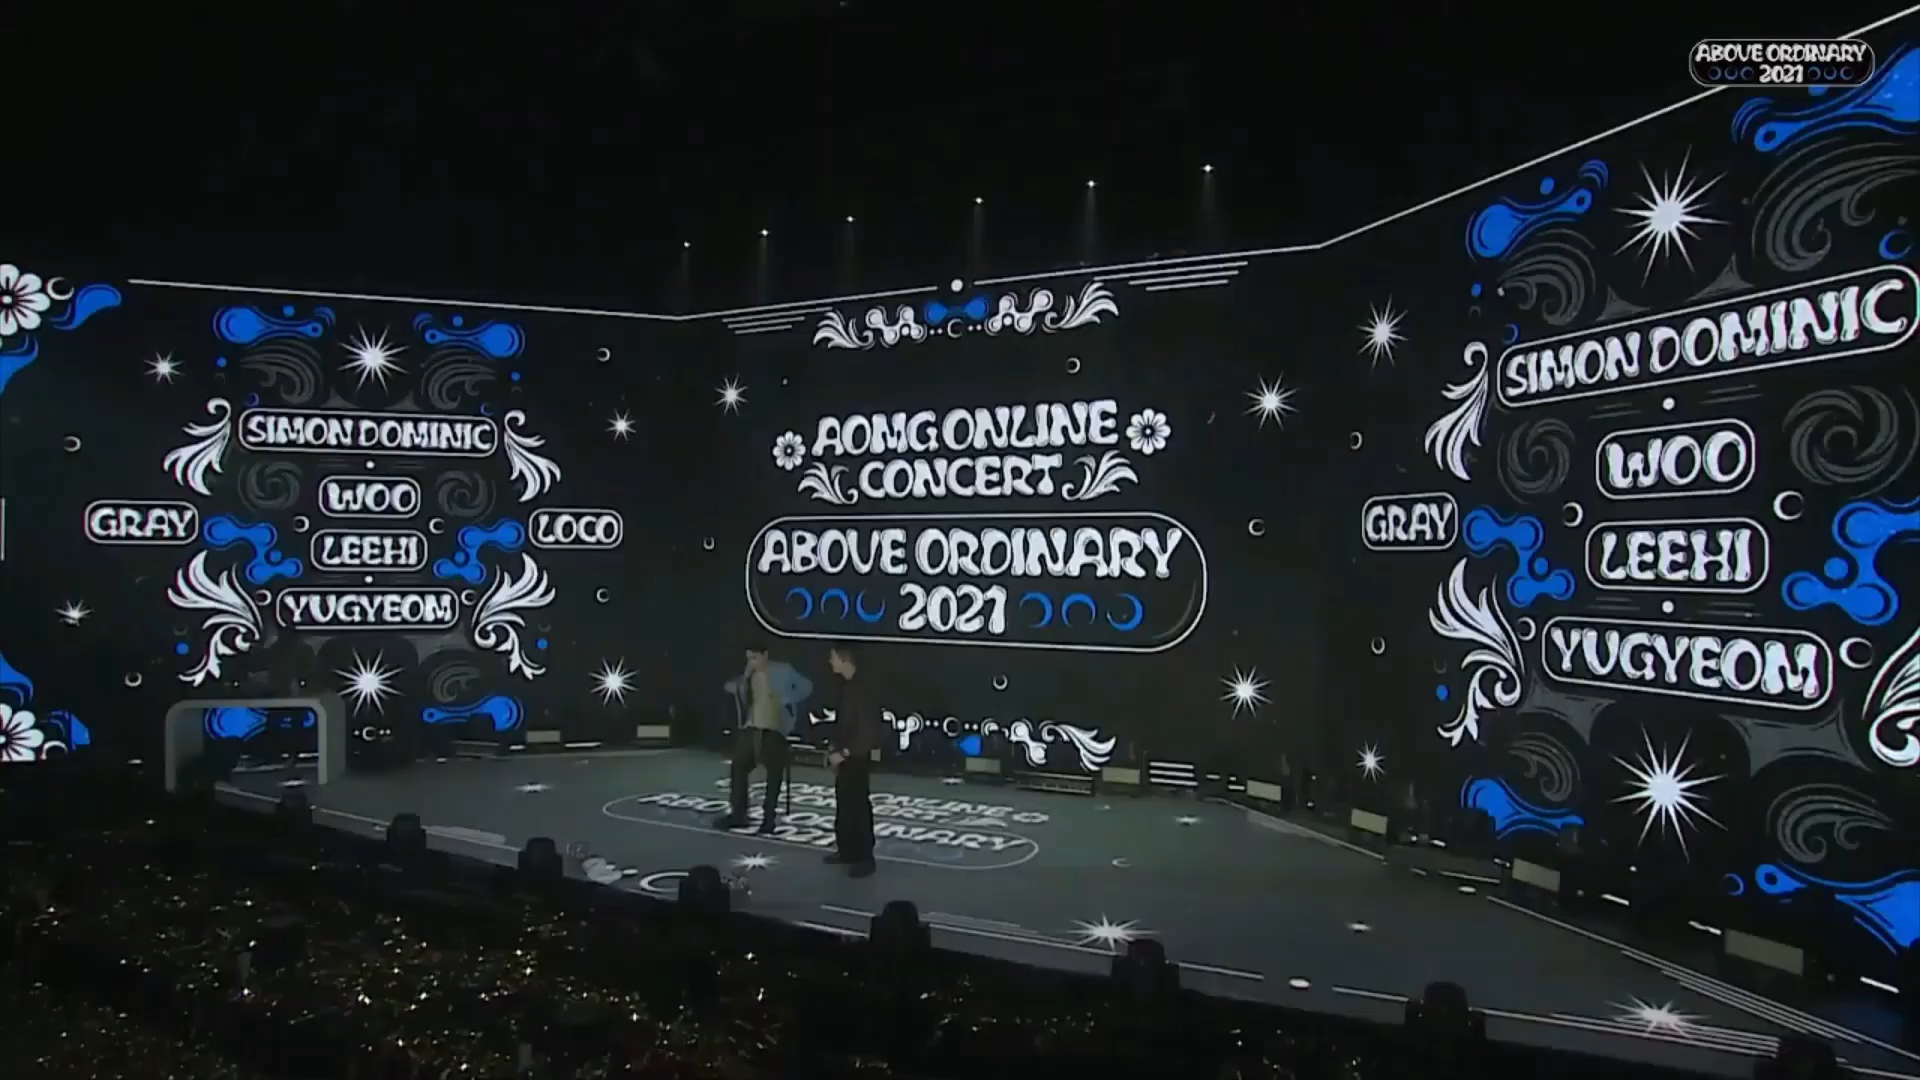 ABOVE ORDINARY
2021
SIMON DOMINIC
WOO
GRAY
LEEHI
LOCO
YUGYEOM
AOMG ONLINE
CONCERT
ABOVE ORDINARY
2021
SIMON DOMINIC
WOO
GRAY
LEEHI
YUGYEOM